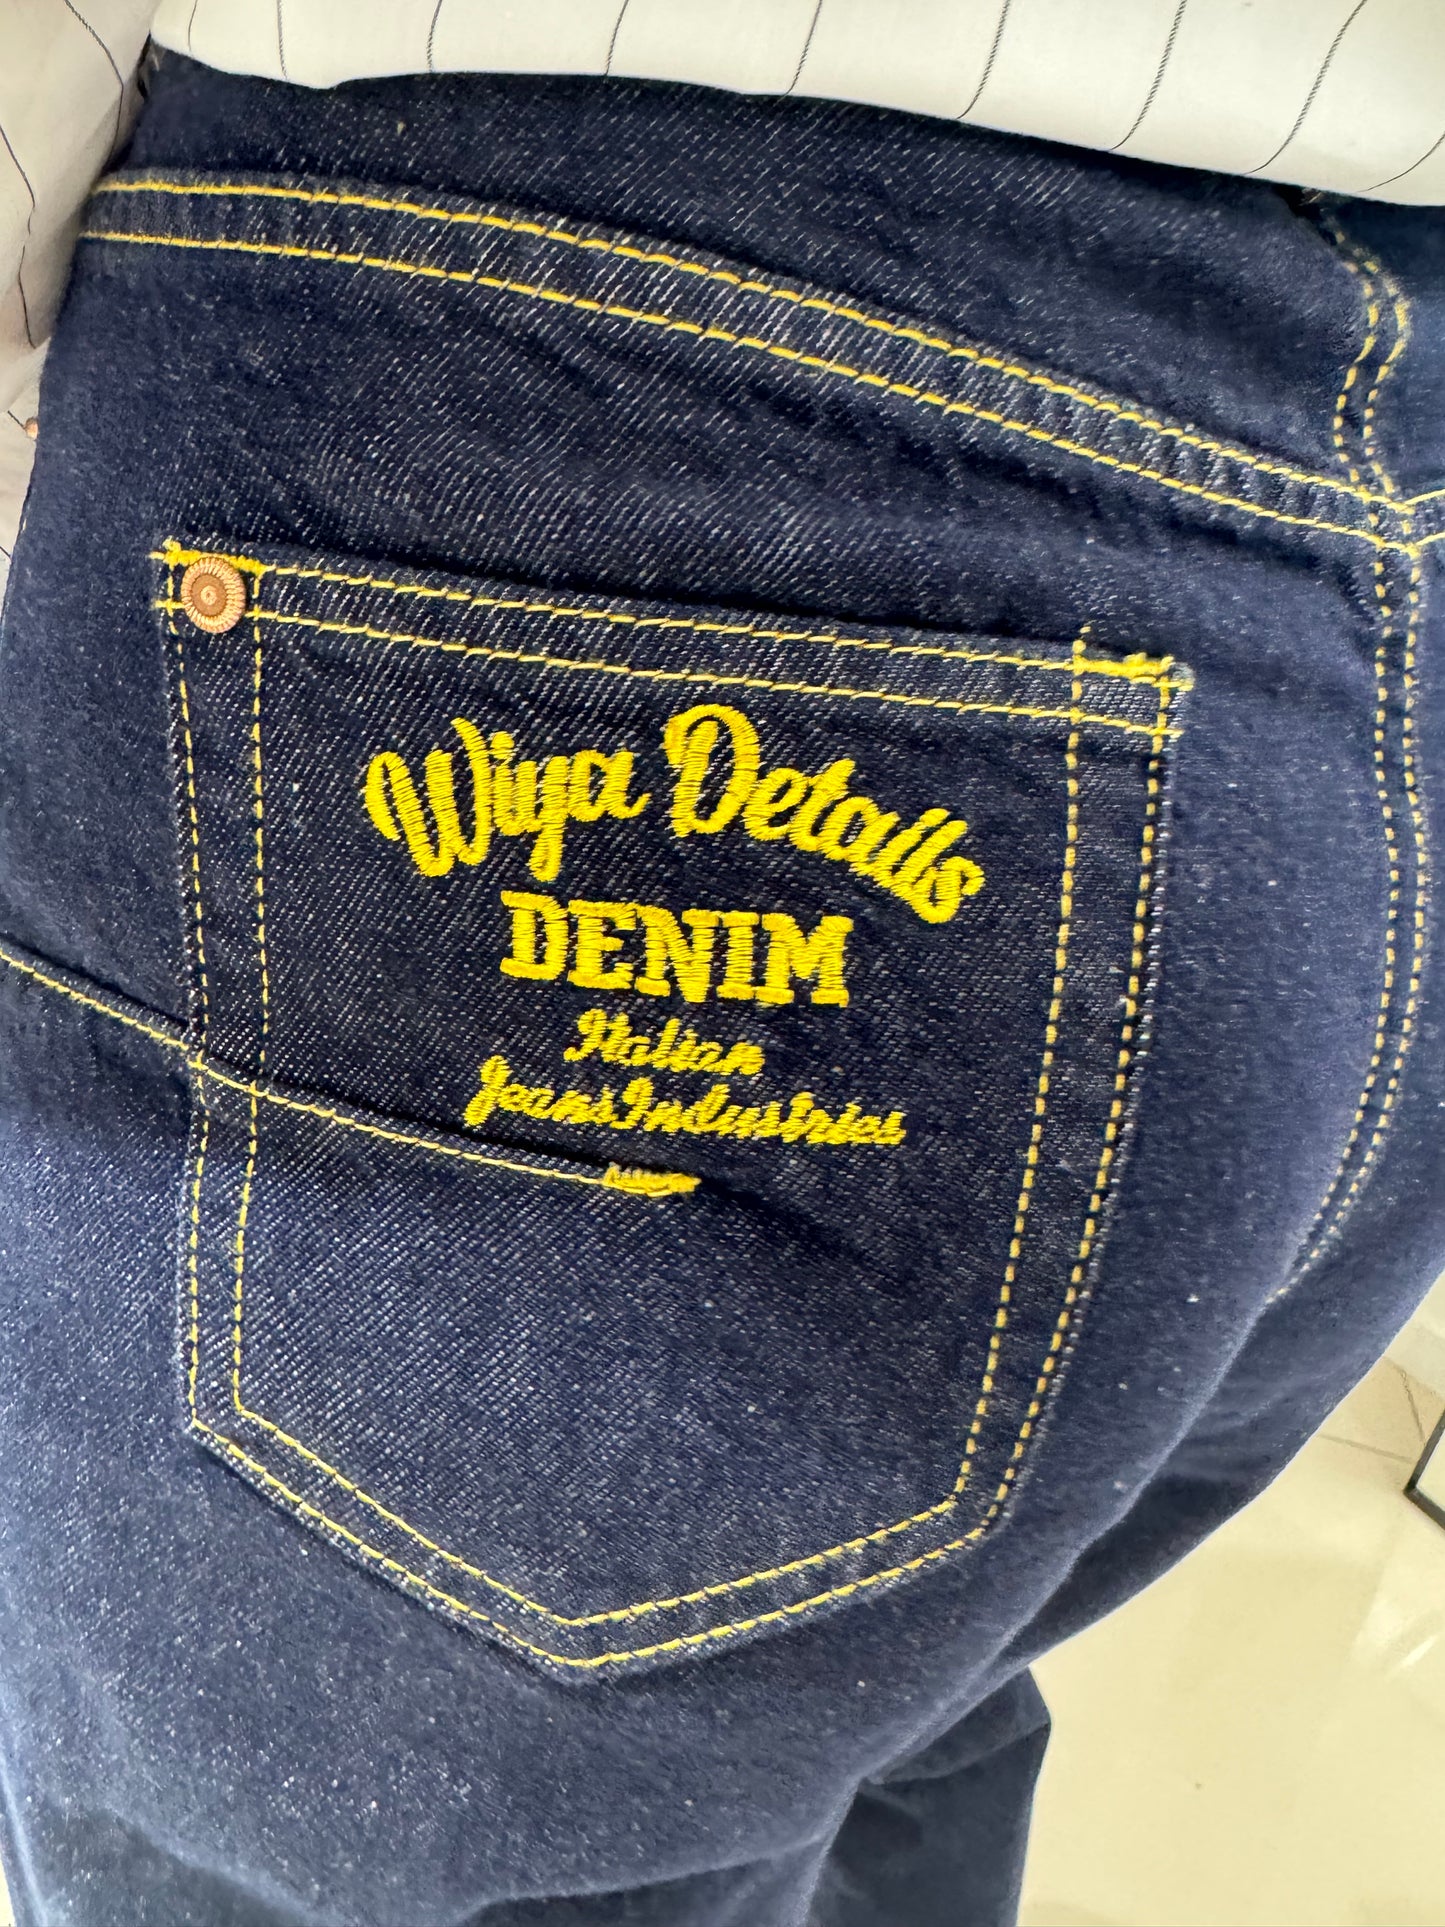 Wiya Details
DENIM
Italian
Jeans Industries